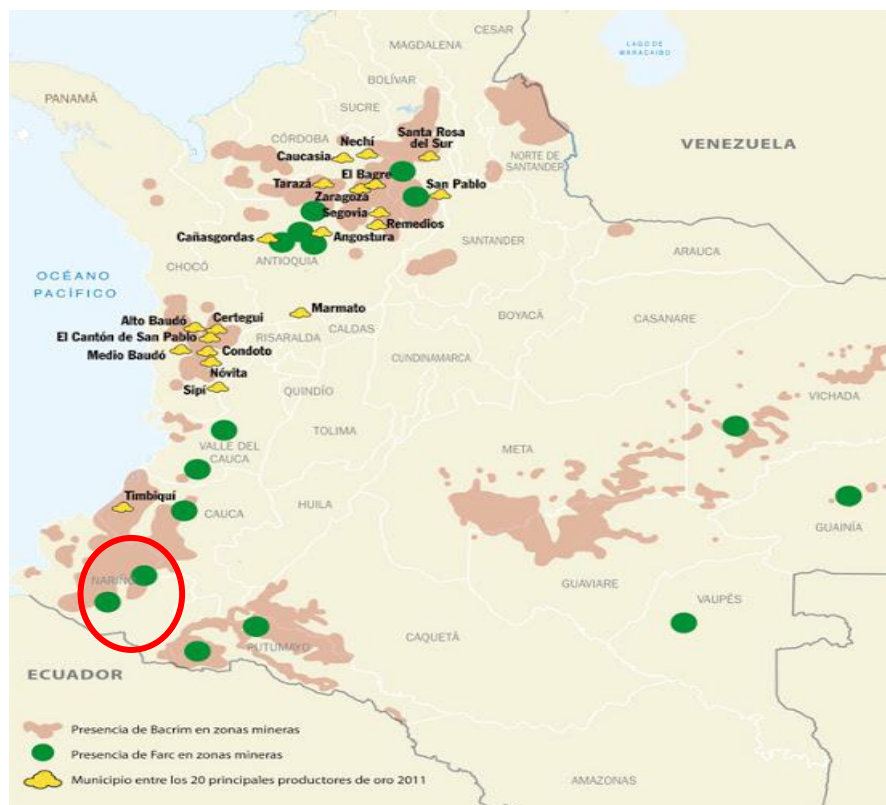 CESAR
MAGDALENA
LAGO DE
MARACAIBO
BOLÍVAR
PANAMÁ
SUCRE
CÓRDOBA
Nechí
Santa Rosa
del Sur
VENEZUELA
Caucasia
NORTE DE
SANTANDER
El Bagre
Tarazá
San Pablo
Zaragoza
Segovia
Remedios
Cañasgordas
Angostura
SANTANDER
ARAUCA
ANTIOQUIA
CHOCÓ
OCÉANO
PACÍFICO
Marmato
Alto Baudó
Certegui
BOYACÁ
CASANARE
El Cantón de San Pablo
RISARALDA
CALDAS
Medio Baudó
Condoto
CUNDINAMARCA
Nóvita
Sipí
QUINDÍO
VICHADA
TOLIMA
VALLE DEL
CAUCA
META
Timbiquí
HUILA
CAUCA
GUAINÍA
NARIÑO
GUAVIARE
VAUPÉS
CAQUETÁ
PUTUMAYO
ECUADOR
Presencia de Bacrim en zonas mineras
Presencia de Farc en zonas mineras
Municipio entre los 20 principales productores de oro 2011
AMAZONAS